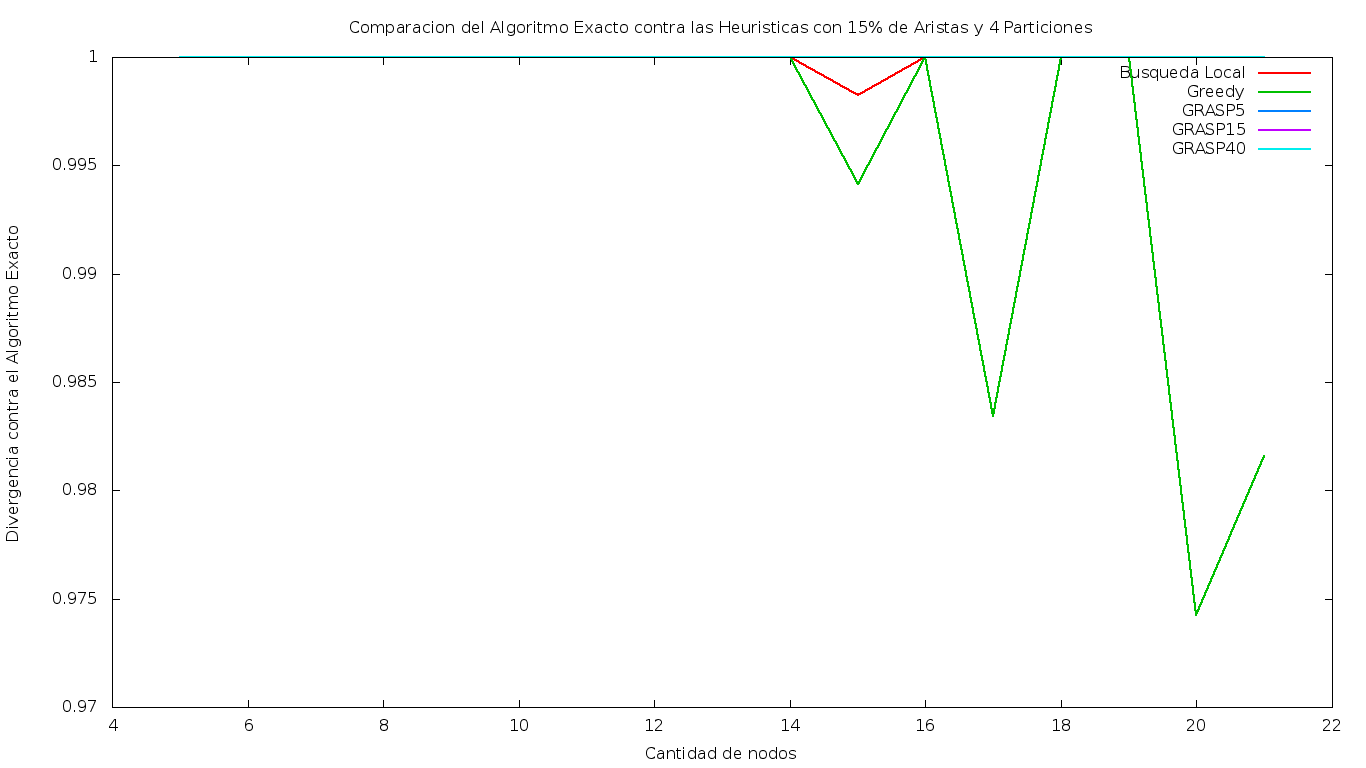 Comparacion del Algoritmo Exacto contra las Heuristicas con 15% de Aristas y 4 Particiones
1
0.995
0.99
0.985
0.98
0.975
0.97
Divergencia contra el Algoritmo Exacto
Busqueda Local
Greedy
GRASP5
GRASP15
GRASP40
4 6 8 10 12 14 16 18 20 22
Cantidad de nodos